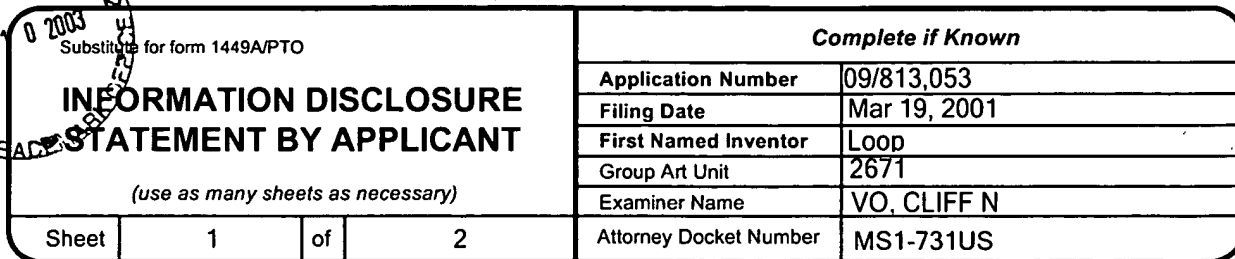 0 2003
Substitute for form 1449A/PTO
INFORMATION DISCLOSURE
STATEMENT BY APPLICANT
(use as many sheets as necessary)
Sheet 1 of 2
Complete if Known
Application Number 09/813,053
Filing Date Mar 19, 2001
First Named Inventor Loop
Group Art Unit 2671
Examiner Name VO, CLIFF N
Attorney Docket Number MS1-731US